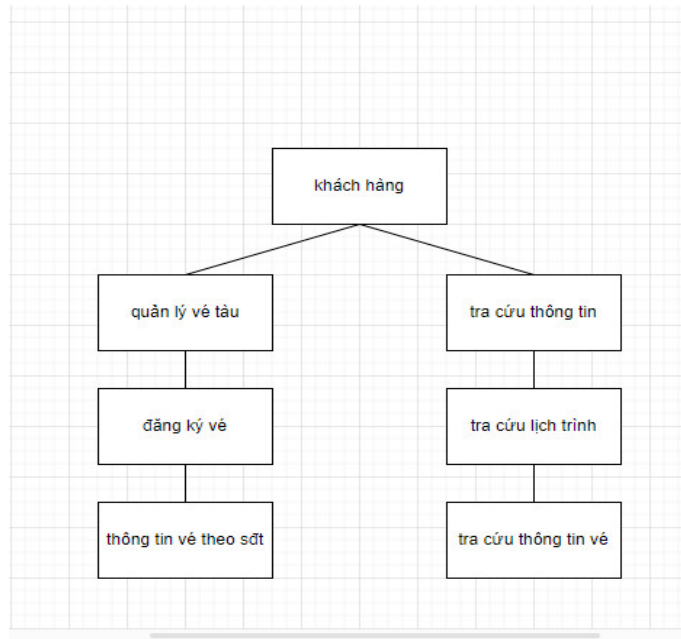 khách hàng
quản lý vé tàu
tra cứu thông tin
đăng ký vé
tra cứu lịch trình
thông tin vé theo sđt
tra cứu thông tin vé